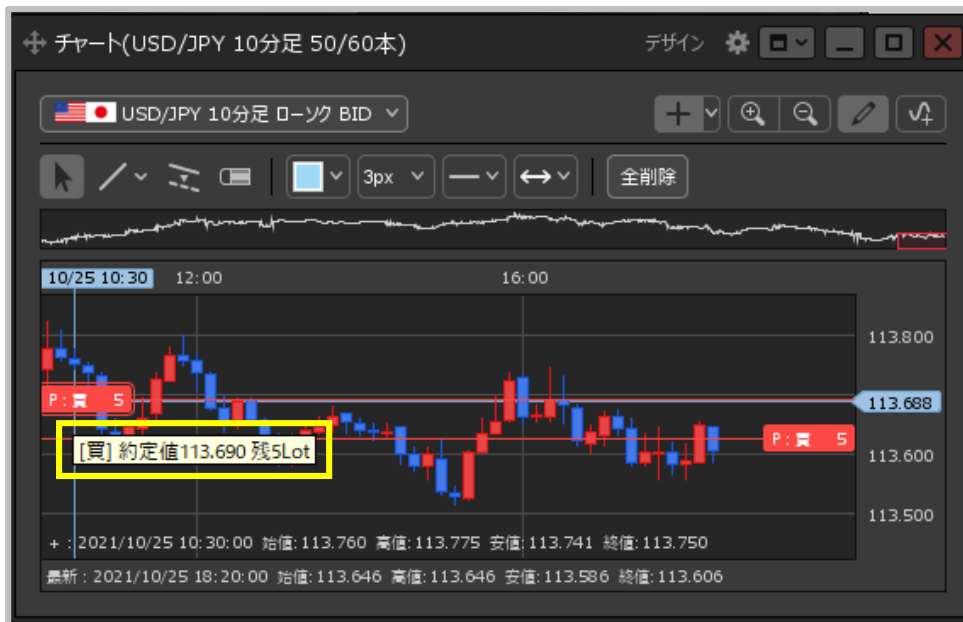 チャート(USD/JPY 10分足 50/60本) デザイン
USD/JPY 10分足 ローソク BID
3px 全削除
10/25 10:30 12:00 16:00
113.800
P:買 5
113.688
P:買 5
[買] 約定値113.690 残5Lot
113.600
113.500
+ : 2021/10/25 10:30:00 始値:113.760 高値:113.775 安値:113.741 終値:113.750
最新 : 2021/10/25 18:20:00 始値:113.646 高値:113.646 安値:113.586 終値:113.606